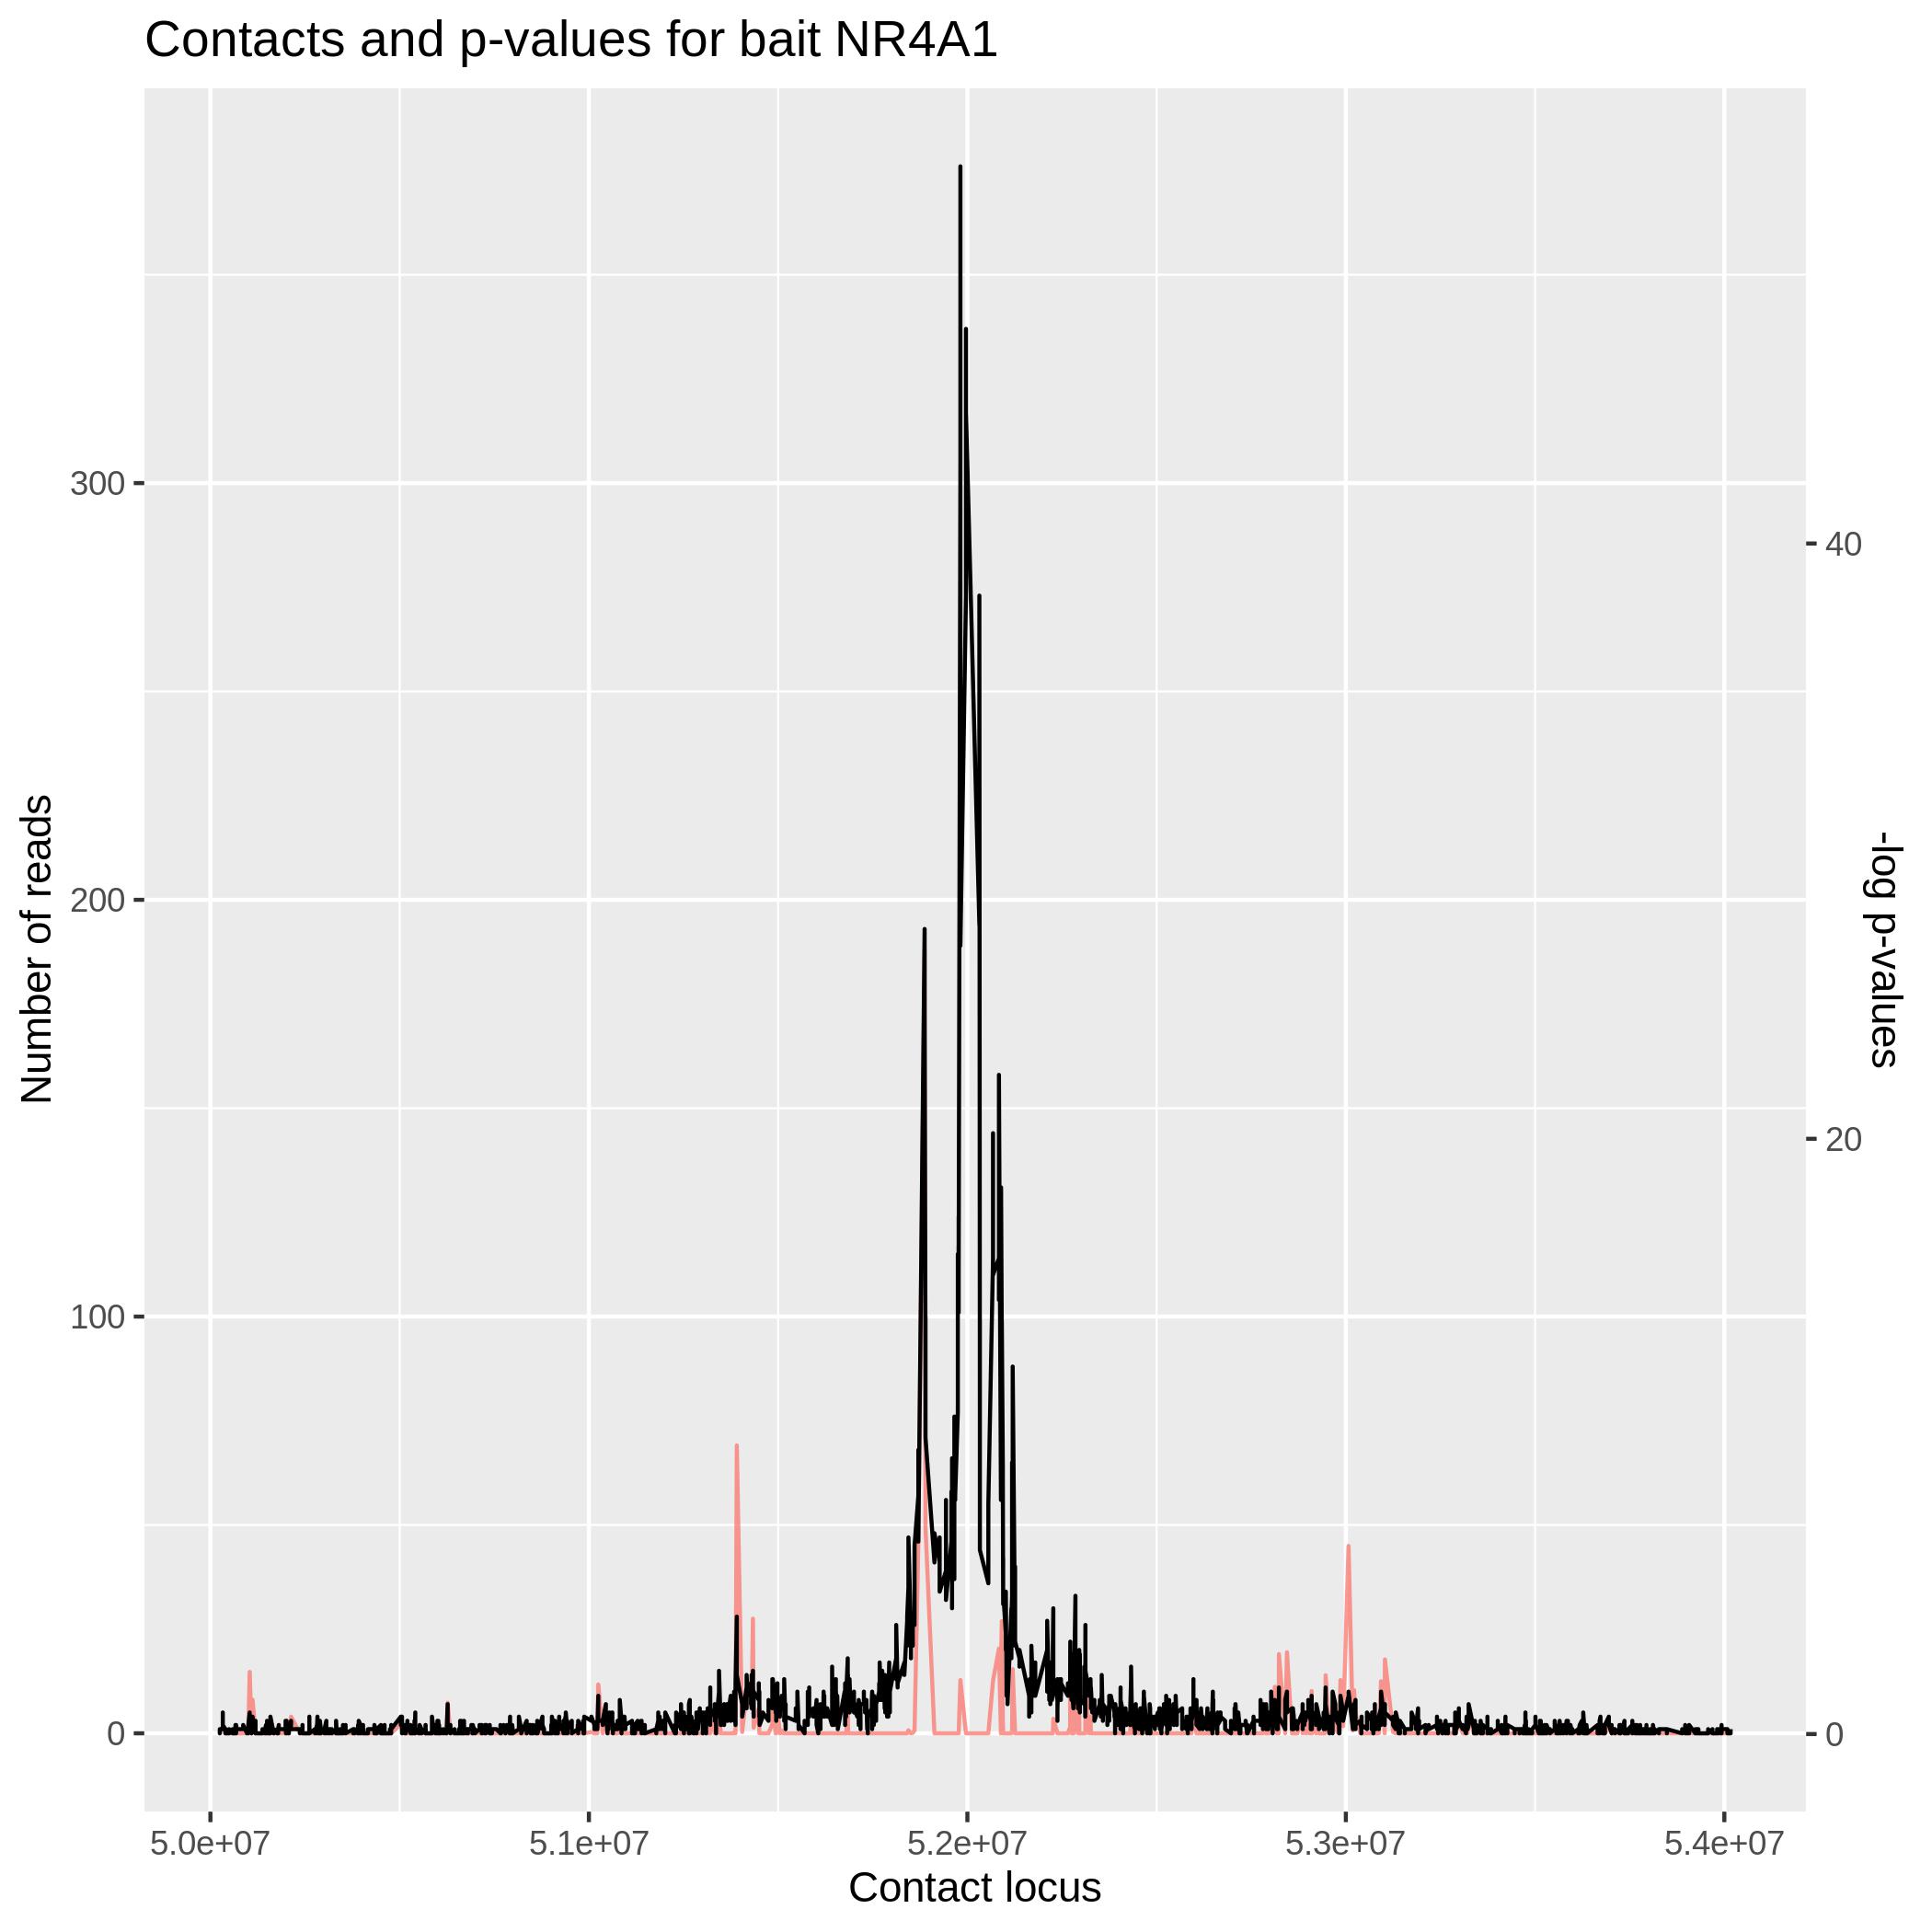 Contacts and p-values for bait NR4A1
Number of reads
300
200
100
0
40
20
0
-log p-values
5.0e+07
5.1e+07
5.2e+07
5.3e+07
5.4e+07
Contact locus